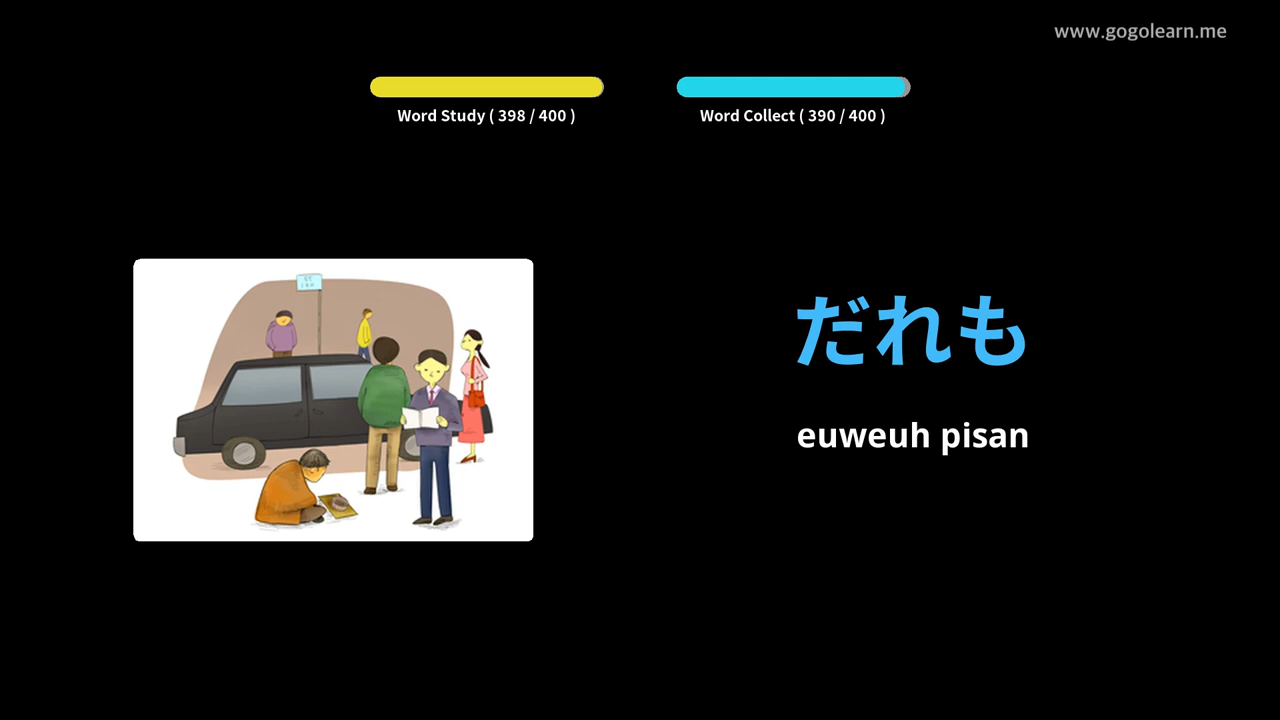 www.gogolearn.me
Word Study ( 398 / 400 )
Word Collect ( 390 / 400 )
だれも
euweuh pisan